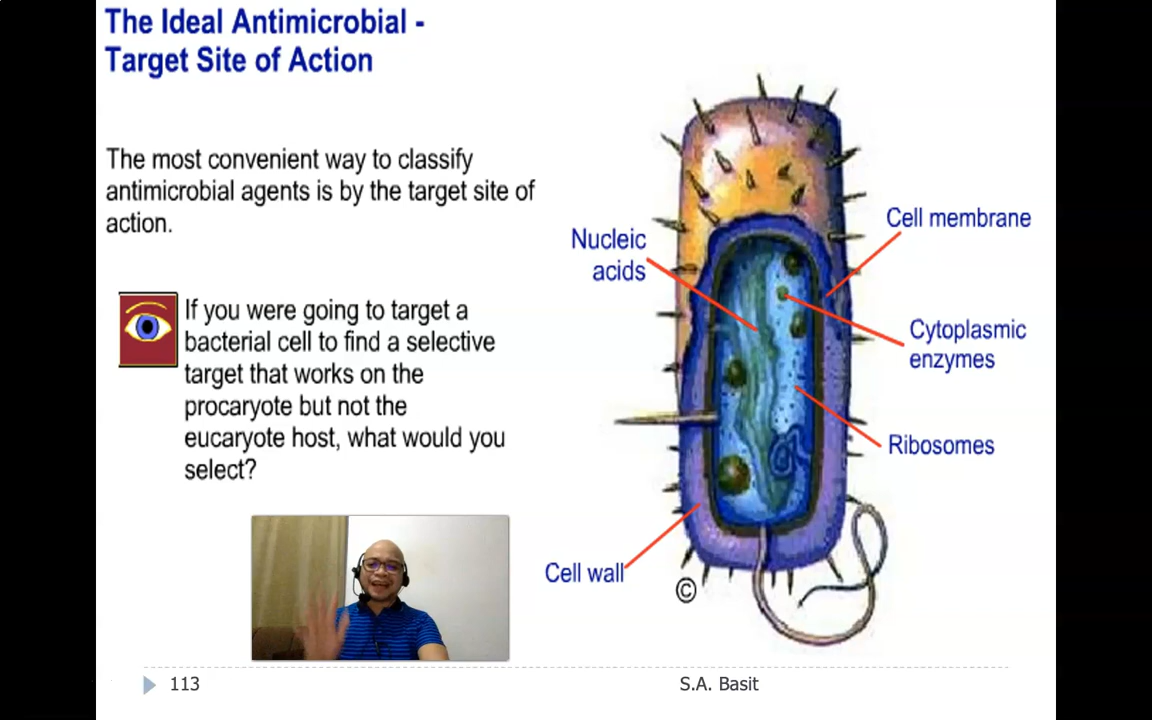 The Ideal Antimicrobial -
Target Site of Action
The most convenient way to classify
antimicrobial agents is by the target site of
action.
If you were going to target a
bacterial cell to find a selective
target that works on the
procaryote but not the
eucaryote host, what would you
select?
Nucleic
acids
Cell membrane
Cytoplasmic
enzymes
Ribosomes
Cell wall
©
113
S.A. Basit